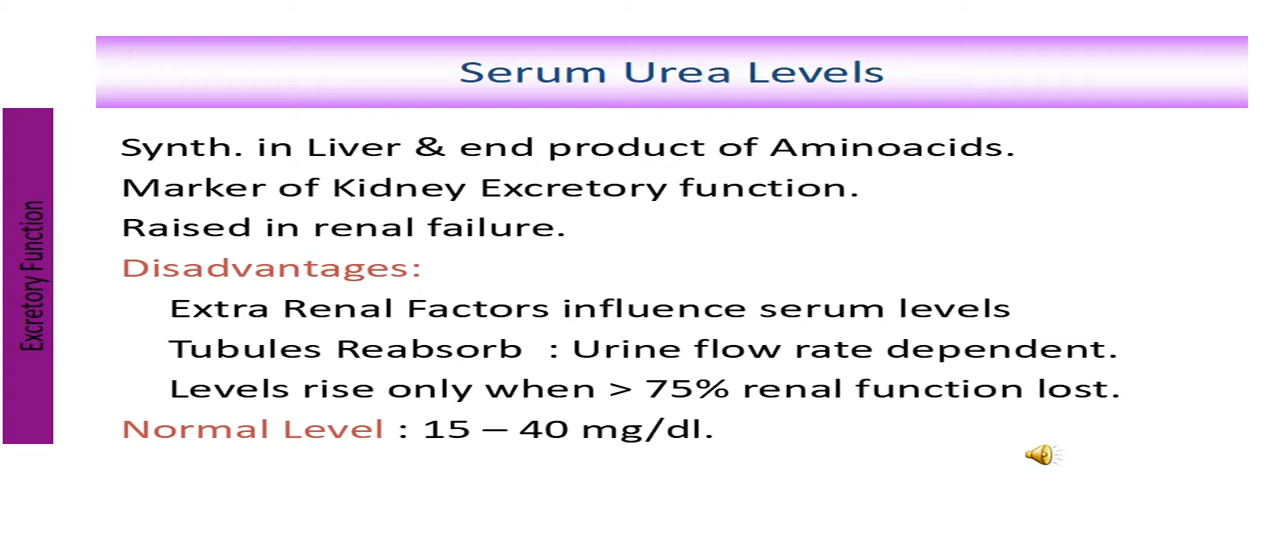 Serum Urea Levels
Excretory Function
Synth. in Liver & end product of Aminoacids.
Marker of Kidney Excretory function.
Raised in renal failure.
Disadvantages:
Extra Renal Factors influence serum levels
Tubules Reabsorb : Urine flow rate dependent.
Levels rise only when > 75% renal function lost.
Normal Level : 15 – 40 mg/dl.